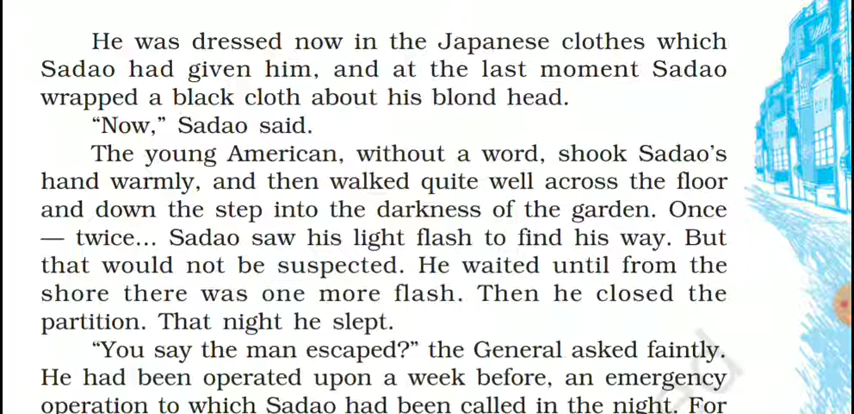 He was dressed now in the Japanese clothes which
Sadao had given him, and at the last moment Sadao
wrapped a black cloth about his blond head.
“Now,” Sadao said.
The young American, without a word, shook Sadao’s
hand warmly, and then walked quite well across the floor
and down the step into the darkness of the garden. Once
— twice... Sadao saw his light flash to find his way. But
that would not be suspected. He waited until from the
shore there was one more flash. Then he closed the
partition. That night he slept.
“You say the man escaped?” the General asked faintly.
He had been operated upon a week before, an emergency
operation to which Sadao had been called in the night. For